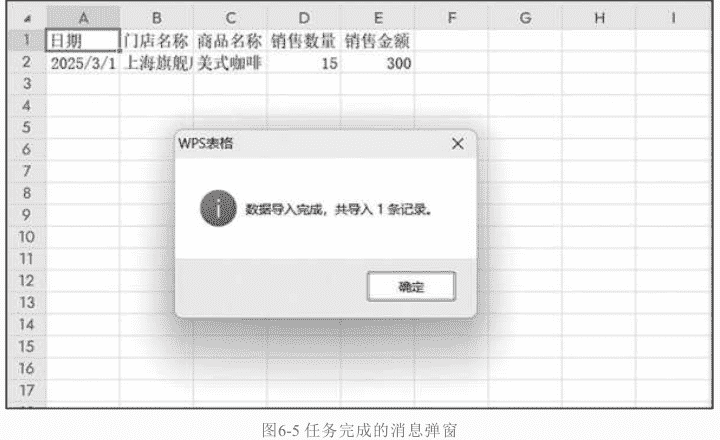 A B C D E F G H I
1 日期 门店名称 商品名称 销售数量 销售金额
2 2025/3/1 上海旗舰 美式咖啡 15 300
3
4
5
6
7
8
9
10
11
12
13
14
15
16
17
WPS表格
数据导入完成，共导入 1 条记录。
确定
图6-5 任务完成的消息弹窗